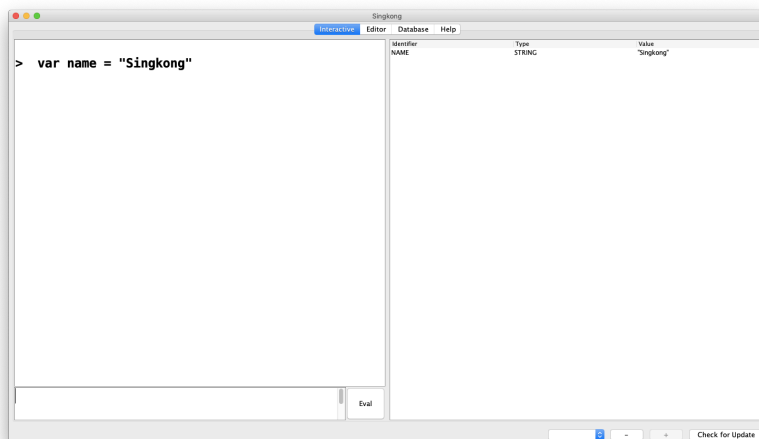 Singkong
Interactive Editor Database Help
Identifier Type Value
NAME STRING "Singkong"
> var name = "Singkong"
Eval
- + Check for Update